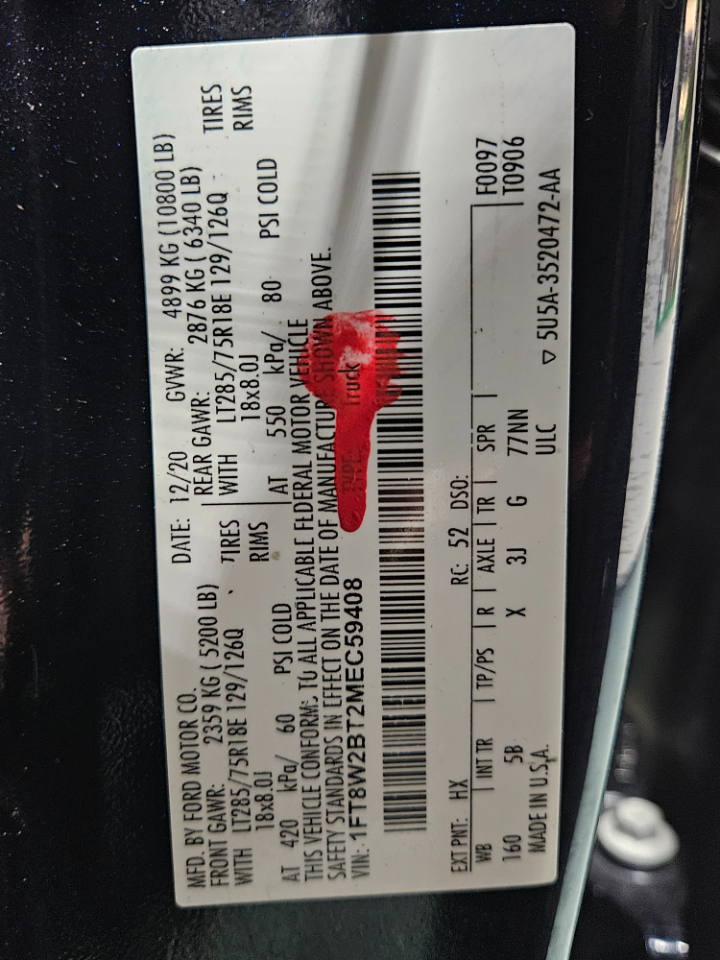 MFD. BY FORD MOTOR CO. DATE: 12/20 GVWR: 4899 KG (10800 LB)
FRONT GAWR: 2359 KG ( 5200 LB) REAR GAWR: 2876 KG ( 6340 LB)
WITH LT285/75R18E 129/126Q TIRES WITH LT285/75R18E 129/126Q TIRES
18x8.0J RIMS 18x8.0J RIMS
AT 420 kPa/ 60 PSI COLD AT 550 kPa/ 80 PSI COLD
THIS VEHICLE CONFORMS TO ALL APPLICABLE FEDERAL MOTOR VEHICLE
SAFETY STANDARDS IN EFFECT ON THE DATE OF MANUFACTURE SHOWN ABOVE.
VIN: 1FT8W2BT2MEC59408 TYPE: Truck
EXT PNT: HX RC: 52 DSO:
WB INT TR TP/PS R AXLE TR SPR F0097
160 5B X 3J G 77NN T0906
MADE IN U.S.A. ULC ▽ 5U5A-3520472-AA